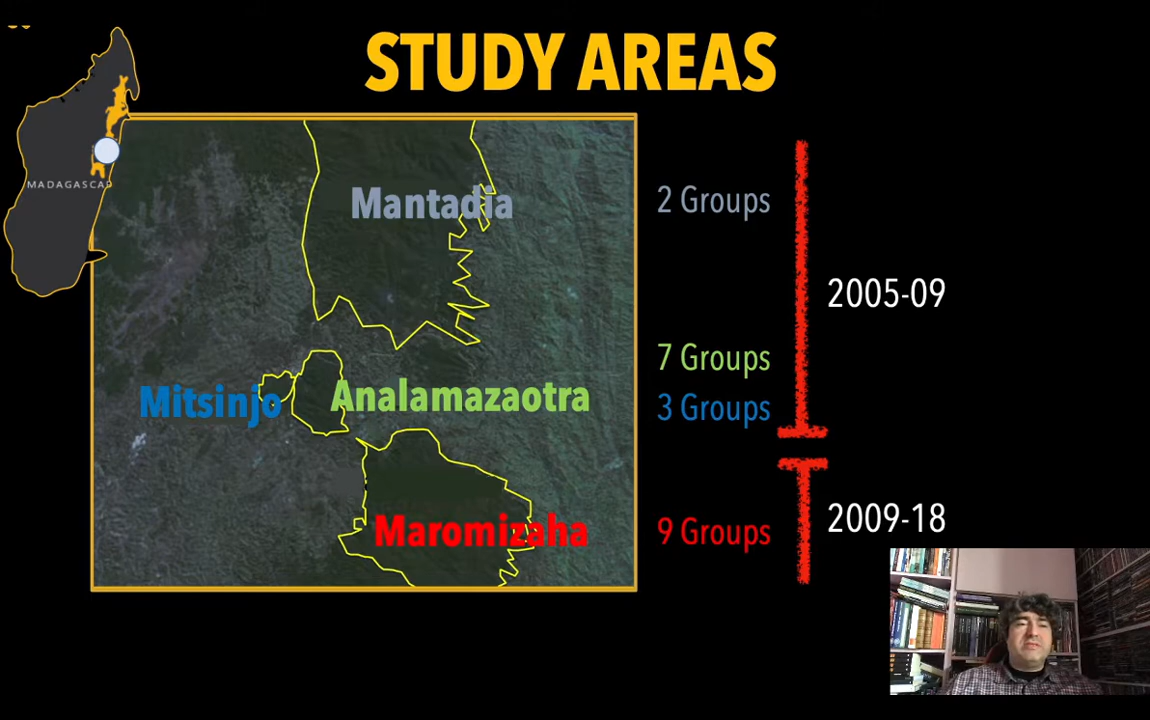 STUDY AREAS
MADAGASCAR
Mantadia
2 Groups
2005-09
7 Groups
Mitsinjo
Analamazaotra
3 Groups
Maromizaha
9 Groups
2009-18